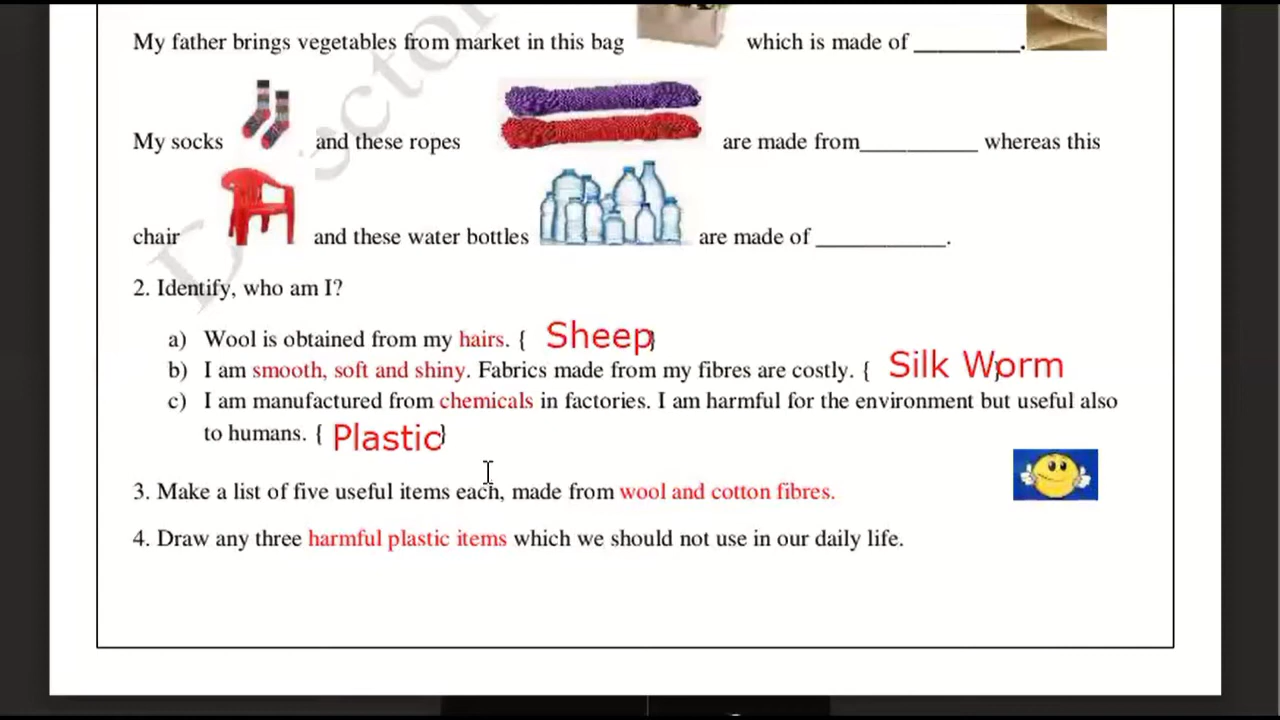 My father brings vegetables from market in this bag which is made of _________.
My socks and these ropes are made from__________ whereas this
chair and these water bottles are made of ___________.
2. Identify, who am I?
a) Wool is obtained from my hairs. { Sheep}
b) I am smooth, soft and shiny. Fabrics made from my fibres are costly. { Silk Worm}
c) I am manufactured from chemicals in factories. I am harmful for the environment but useful also
to humans. { Plastic}
3. Make a list of five useful items each, made from wool and cotton fibres.
4. Draw any three harmful plastic items which we should not use in our daily life.